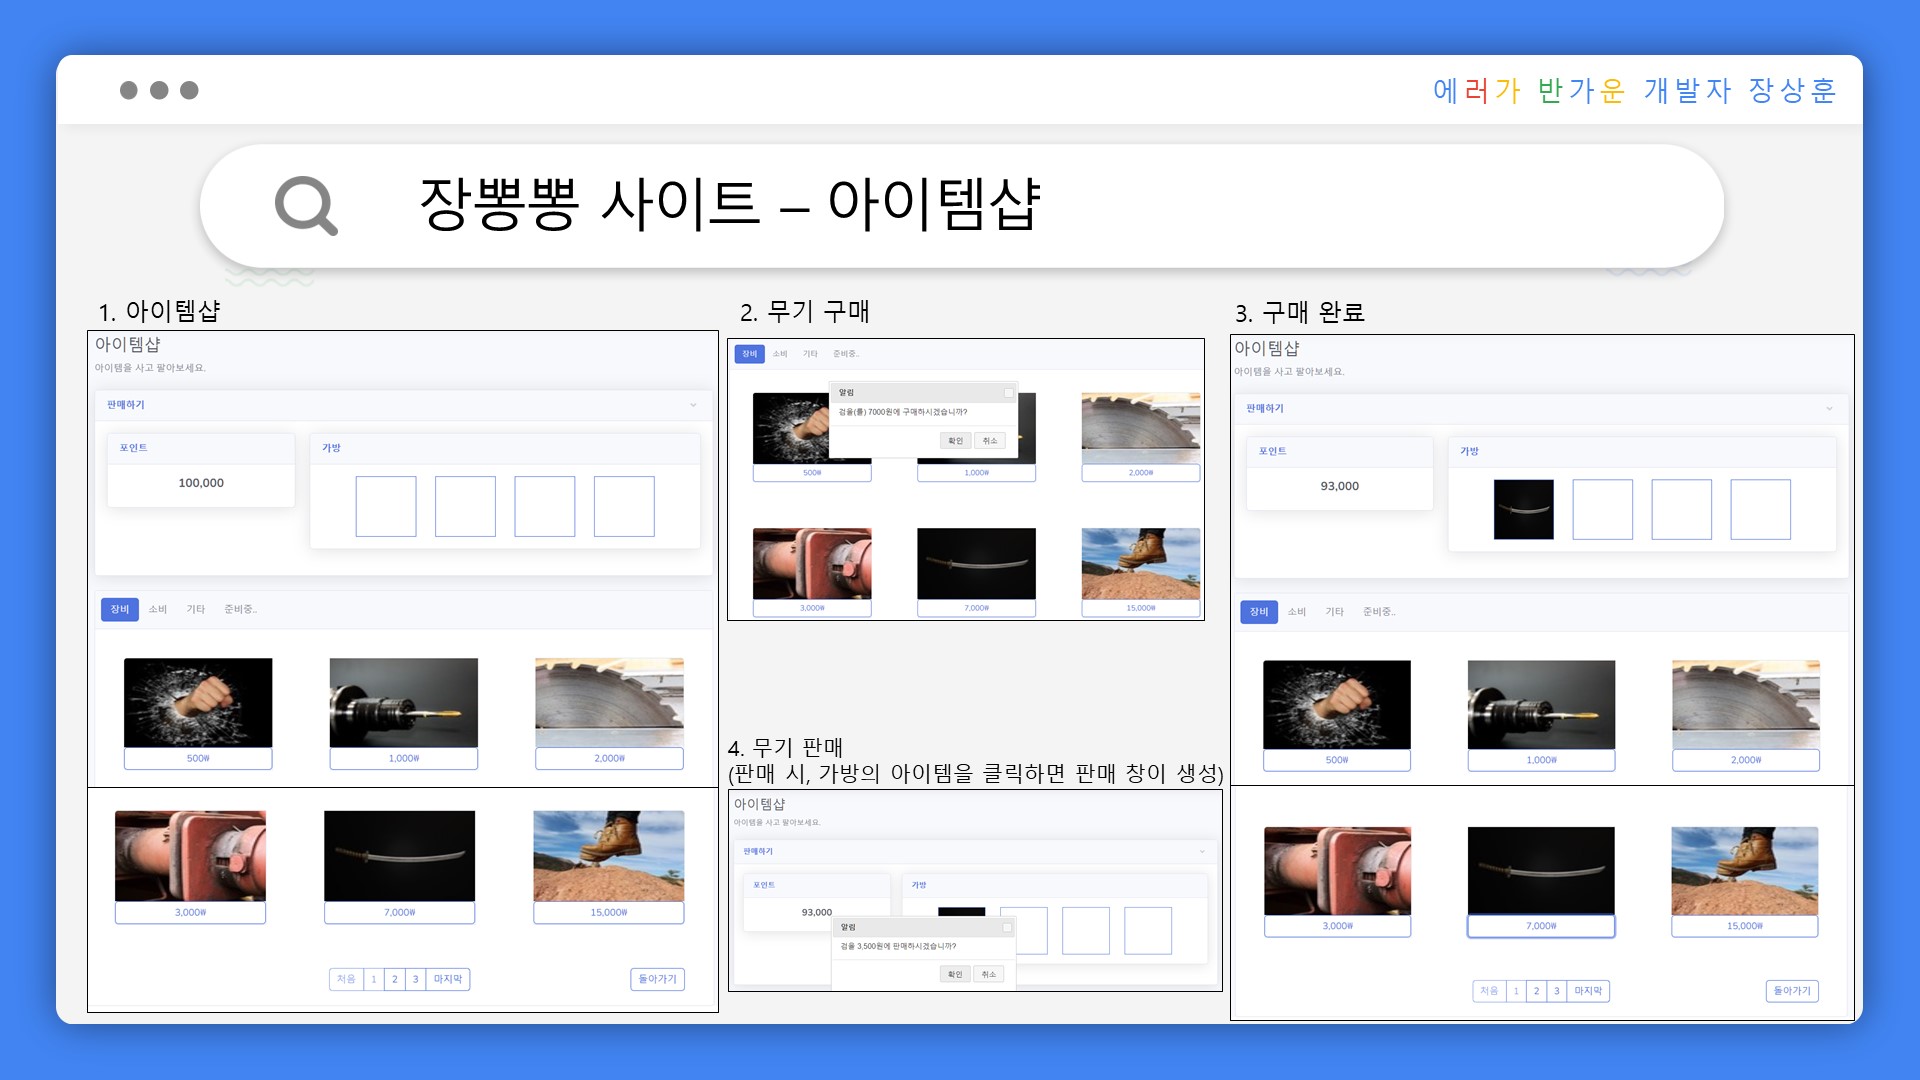 에러가 반가운 개발자 장상훈
장뽕뽕 사이트 – 아이템샵
1. 아이템샵
아이템샵
아이템을 사고 팔아보세요.
판매하기
포인트
100,000
가방
장비 소비 기타 준비중..
500₩ 1,000₩ 2,000₩
3,000₩ 7,000₩ 15,000₩
처음 1 2 3 마지막
돌아가기
2. 무기 구매
장비 소비 기타 준비중..
알림
검을(를) 7000원에 구매하시겠습니까?
확인 취소
500₩ 1,000₩ 2,000₩
3,000₩ 7,000₩ 15,000₩
3. 구매 완료
아이템샵
아이템을 사고 팔아보세요.
판매하기
포인트
93,000
가방
장비 소비 기타 준비중..
500₩ 1,000₩ 2,000₩
3,000₩ 7,000₩ 15,000₩
처음 1 2 3 마지막
돌아가기
4. 무기 판매
(판매 시, 가방의 아이템을 클릭하면 판매 창이 생성)
아이템샵
아이템을 사고 팔아보세요.
판매하기
포인트
93,000
가방
알림
검을 3,500원에 판매하시겠습니까?
확인 취소